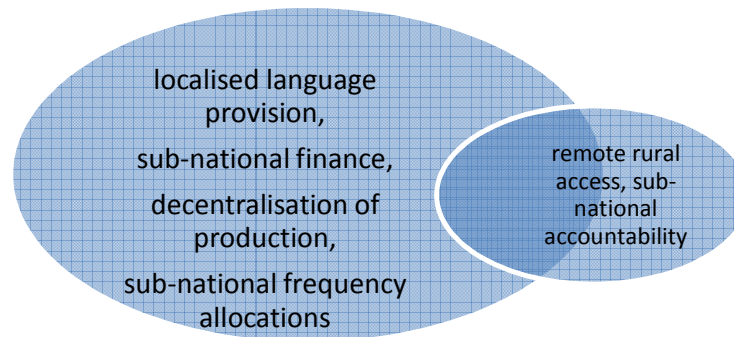 localised language
provision,
sub-national finance,
decentralisation of
production,
sub-national frequency
allocations
remote rural
access, sub-
national
accountability